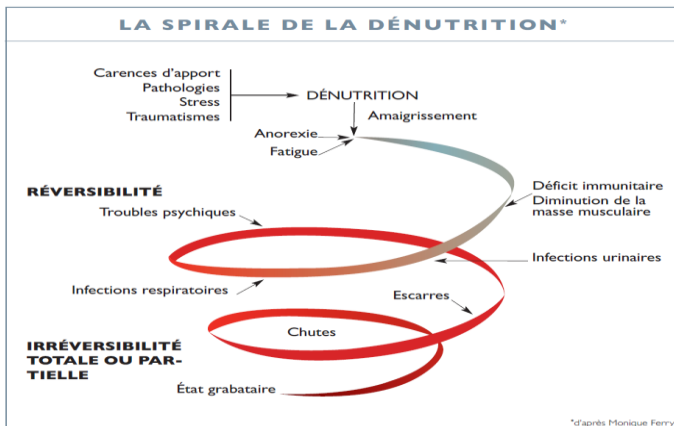 LA SPIRALE DE LA DÉNUTRITION*
Carences d'apport
Pathologies
Stress
Traumatismes
DÉNUTRITION
Amaigrissement
Anorexie
Fatigue
RÉVERSIBILITÉ
Déficit immunitaire
Diminution de la
masse musculaire
Troubles psychiques
Infections urinaires
Infections respiratoires
Escarres
Chutes
IRRÉVERSIBILITÉ
TOTALE OU PAR-
TIELLE
État grabataire
*d'après Monique Ferry